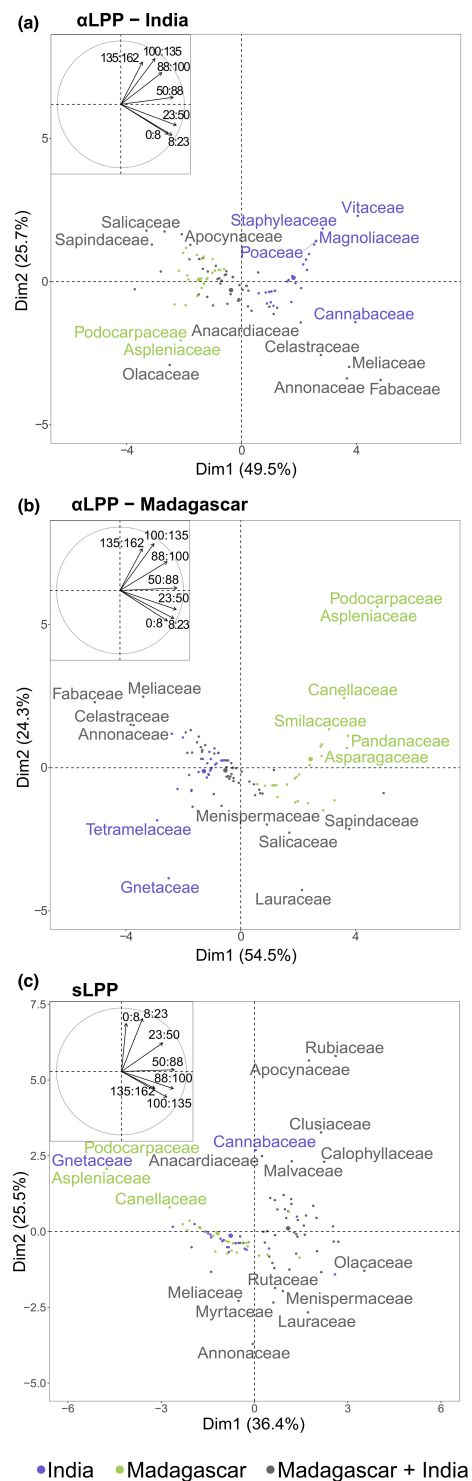 (a) αLPP − India
135:162
100:135
88:100
50:88
23:50
0:8
8:23
5
0
−5
Dim2 (25.7%)
Salicaceae
Sapindaceae
Apocynaceae
Staphyleaceae
Vitaceae
Poaceae
Magnoliaceae
Cannabaceae
Anacardiaceae
Podocarpaceae
Aspleniaceae
Olacaceae
Celastraceae
Meliaceae
Annonaceae
Fabaceae
−4 0 4
Dim1 (49.5%)
(b) αLPP − Madagascar
135:162
100:135
88:100
50:88
23:50
0:8
8:23
5
0
−5
Dim2 (24.3%)
Podocarpaceae
Aspleniaceae
Canellaceae
Smilacaceae
Pandanaceae
Asparagaceae
Fabaceae
Meliaceae
Celastraceae
Annonaceae
Tetramelaceae
Gnetaceae
Menispermaceae
Sapindaceae
Salicaceae
Lauraceae
−4 0 4
Dim1 (54.5%)
(c) sLPP
0:8
8:23
23:50
50:88
88:100
135:162
100:135
7.5
5.0
2.5
0.0
−2.5
−5.0
Dim2 (25.5%)
Rubiaceae
Apocynaceae
Clusiaceae
Cannabaceae
Calophyllaceae
Anacardiaceae
Malvaceae
Podocarpaceae
Gnetaceae
Aspleniaceae
Canellaceae
Olacaceae
Rutaceae
Meliaceae
Menispermaceae
Myrtaceae
Lauraceae
Annonaceae
−6 −3 0 3 6
Dim1 (36.4%)
India Madagascar Madagascar + India